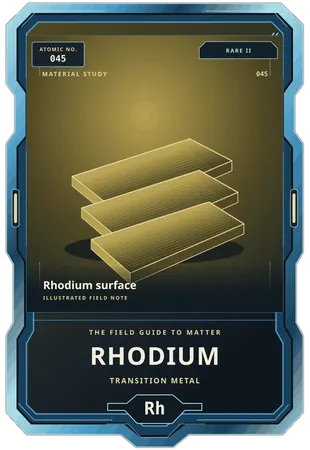 ATOMIC NO.
045
RARE II
MATERIAL STUDY
045
Rhodium surface
ILLUSTRATED FIELD NOTE
THE FIELD GUIDE TO MATTER
RHODIUM
TRANSITION METAL
Rh